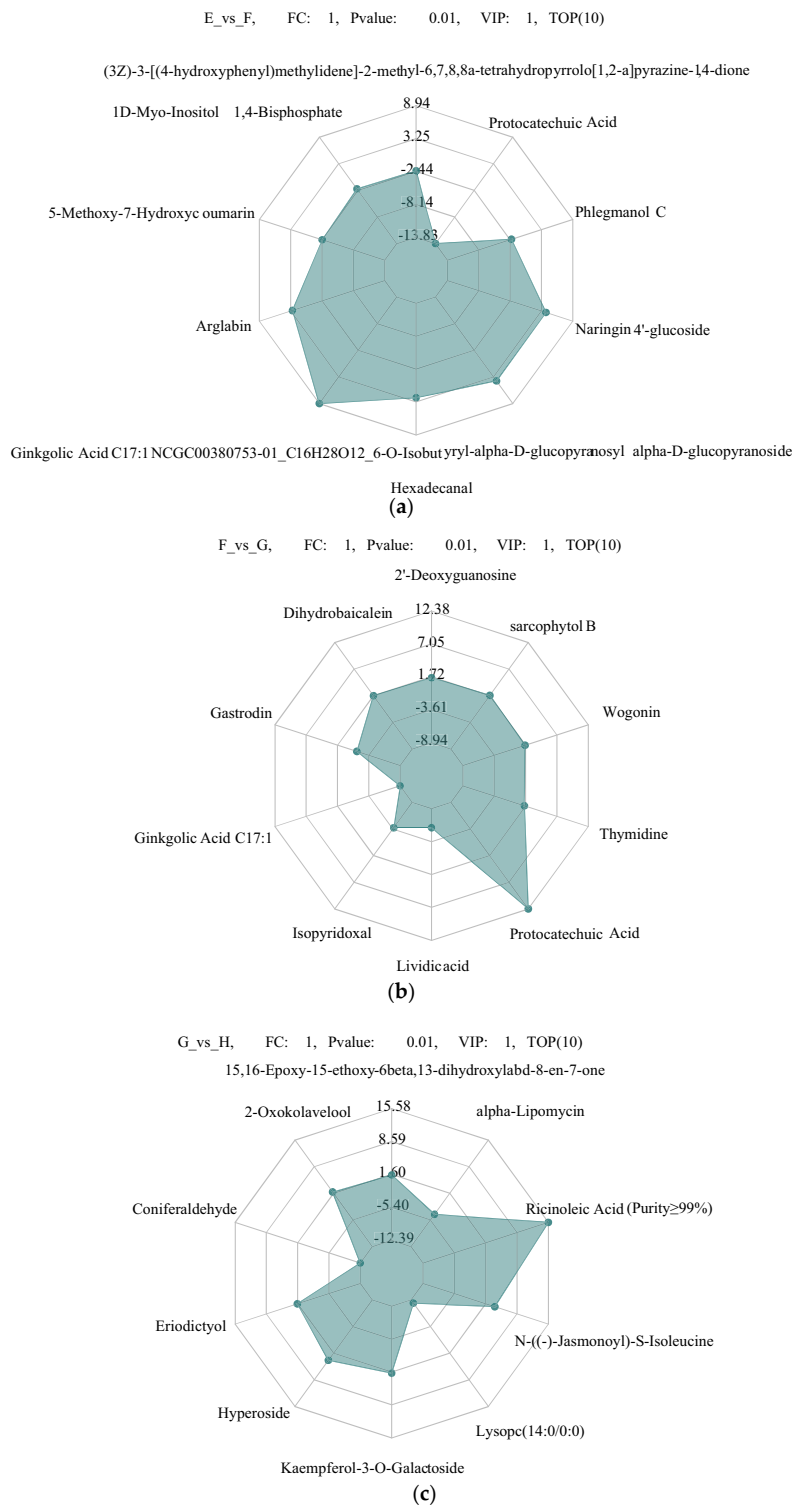 E_vs_F, FC: 1, Pvalue: 0.01, VIP: 1, TOP(10)
(3Z)-3-[(4-hydroxyphenyl)methylidene]-2-methyl-6,7,8,8a-tetrahydropyrrolo[1,2-a]pyrazine-1,4-dione
1D-Myo-Inositol 1,4-Bisphosphate
8.94
Protocatechuic Acid
3.25
-2.44
5-Methoxy-7-Hydroxyc oumarin
-8.14
Phlegmanol C
-13.83
Arglabin
Naringin 4'-glucoside
Ginkgolic Acid C17:1 NCGC00380753-01_C16H28O12_6-O-Isobut yryl-alpha-D-glucopyranosyl alpha-D-glucopyranoside
Hexadecanal
(a)
F_vs_G, FC: 1, Pvalue: 0.01, VIP: 1, TOP(10)
2'-Deoxyguanosine
Dihydrobaicalein
12.38
sarcophytol B
7.05
1.72
Gastrodin
-3.61
Wogonin
-8.94
Ginkgolic Acid C17:1
Thymidine
Isopyridoxal
Protocatechuic Acid
Lividicacid
(b)
G_vs_H, FC: 1, Pvalue: 0.01, VIP: 1, TOP(10)
15,16-Epoxy-15-ethoxy-6beta,13-dihydroxylabd-8-en-7-one
2-Oxokolavelool
15.58
alpha-Lipomycin
8.59
1.60
Coniferaldehyde
-5.40
Ricinoleic Acid (Purity≥99%)
-12.39
Eriodictyol
N-((-)-Jasmonoyl)-S-Isoleucine
Hyperoside
Lysopc(14:0/0:0)
Kaempferol-3-O-Galactoside
(c)